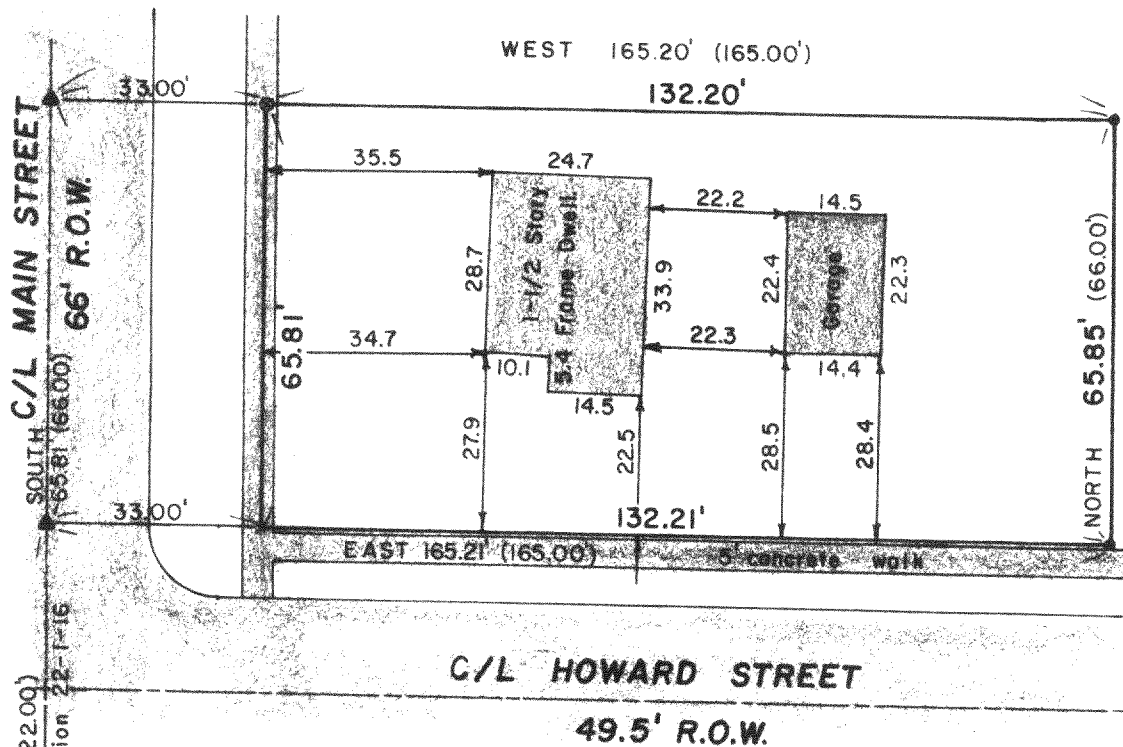 WEST 165.20' (165.00')
33.00'
132.20'
C/L MAIN STREET
66' R.O.W.
SOUTH 65.81' (66.00)
35.5
24.7
22.2
14.5
1-1/2 Story
Frame Dwell.
28.7
33.9
22.4
Garage
22.3
65.81'
34.7
10.1
5.4
14.5
22.3
14.4
27.9
22.5
28.5
28.4
NORTH 65.85' (66.00')
33.00'
132.21'
EAST 165.21' (165.00')
5' concrete walk
C/L HOWARD STREET
49.5' R.O.W.
22.00)
ion 22-1-16